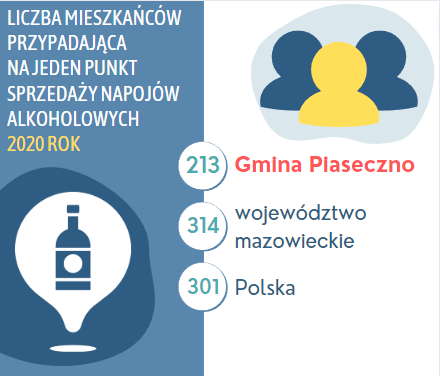 LICZBA MIESZKAŃCÓW
PRZYPADAJĄCA
NA JEDEN PUNKT
SPRZEDAŻY NAPOJÓW
ALKOHOLOWYCH
2020 ROK
213 Gmina Piaseczno
314 województwo
mazowieckie
301 Polska